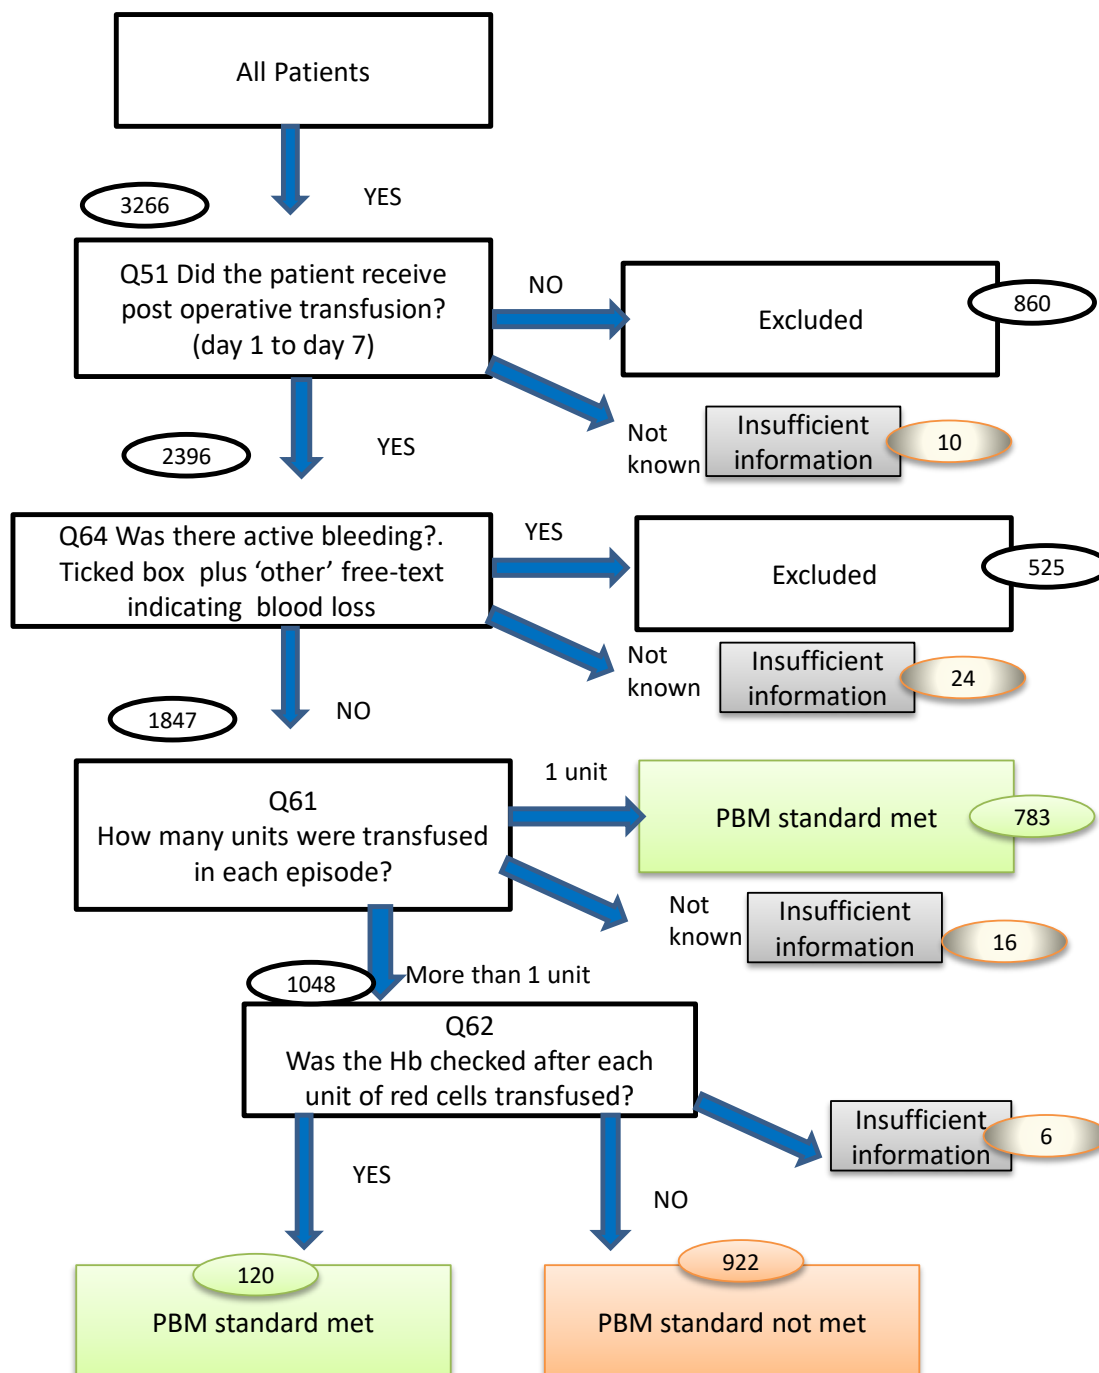 All Patients
3266
YES
Q51 Did the patient receive
post operative transfusion?
(day 1 to day 7)
NO
Excluded
860
Not
known
Insufficient
information
10
2396
YES
Q64 Was there active bleeding?.
Ticked box plus ‘other’ free-text
indicating blood loss
YES
Excluded
525
Not
known
Insufficient
information
24
1847
NO
Q61
How many units were transfused
in each episode?
1 unit
PBM standard met
783
Not
known
Insufficient
information
16
1048
More than 1 unit
Q62
Was the Hb checked after each
unit of red cells transfused?
Insufficient
information
6
YES
NO
120
PBM standard met
922
PBM standard not met